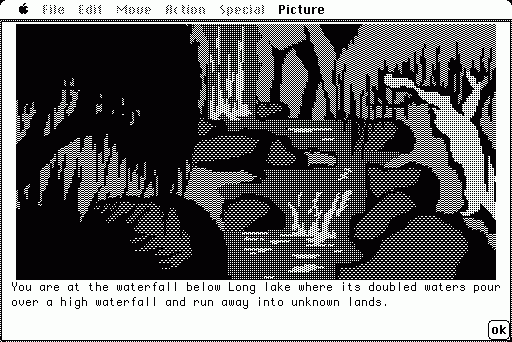 File Edit Move Action Special Picture
You are at the waterfall below Long lake where its doubled waters pour
over a high waterfall and run away into unknown lands.
ok